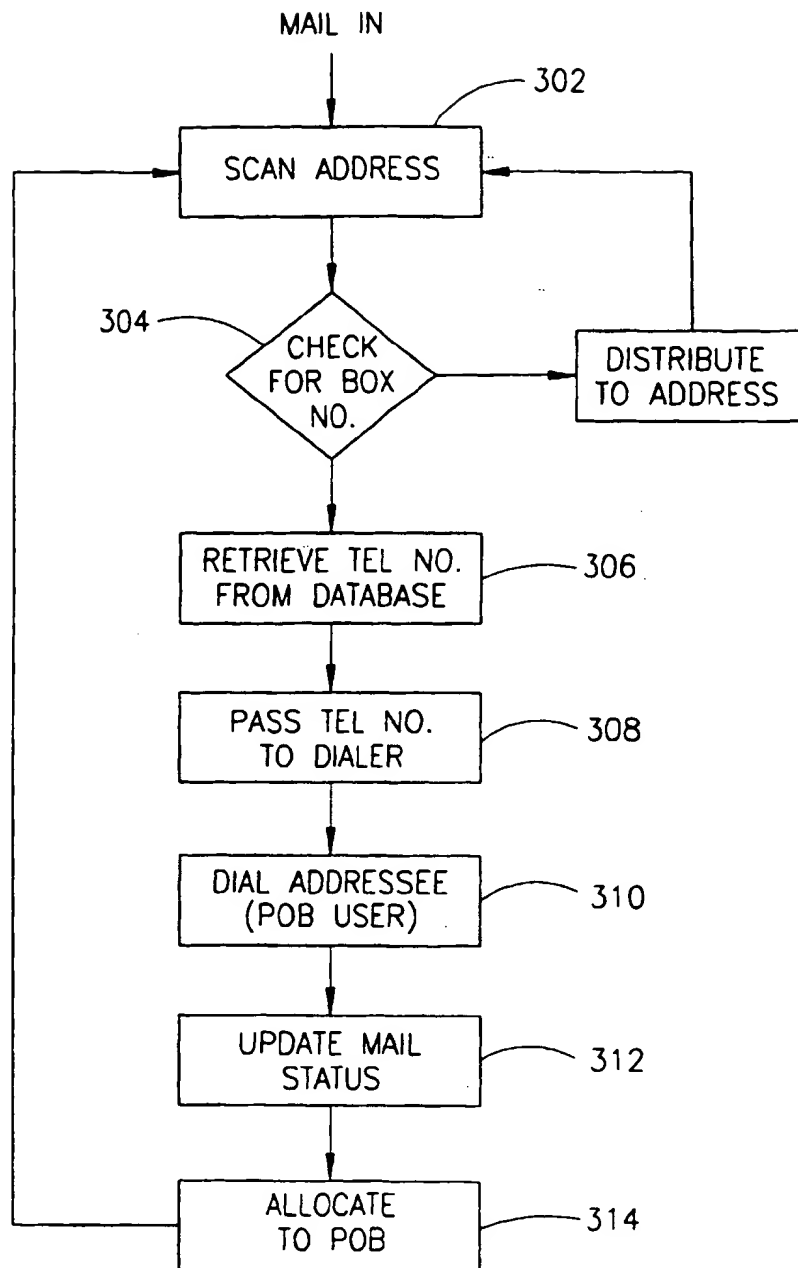 MAIL IN
302
SCAN ADDRESS
304
CHECK
FOR BOX
NO.
DISTRIBUTE
TO ADDRESS
RETRIEVE TEL NO.
FROM DATABASE
306
PASS TEL NO.
TO DIALER
308
DIAL ADDRESSEE
(POB USER)
310
UPDATE MAIL
STATUS
312
ALLOCATE
TO POB
314